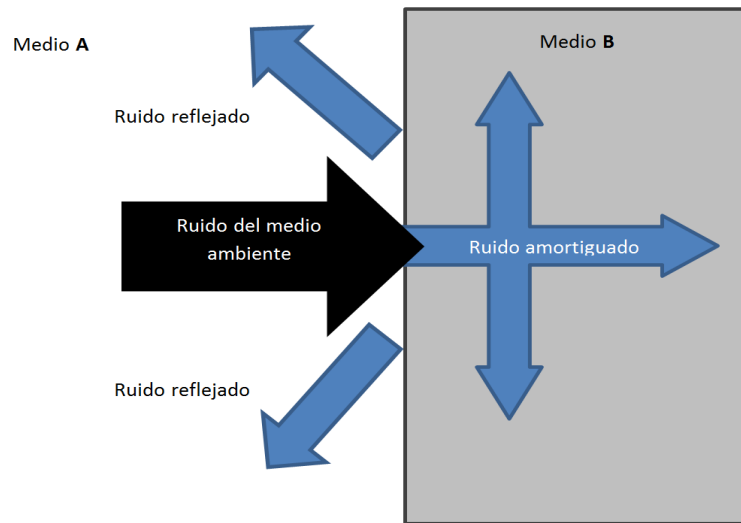 Medio A
Medio B
Ruido reflejado
Ruido del medio
ambiente
Ruido amortiguado
Ruido reflejado